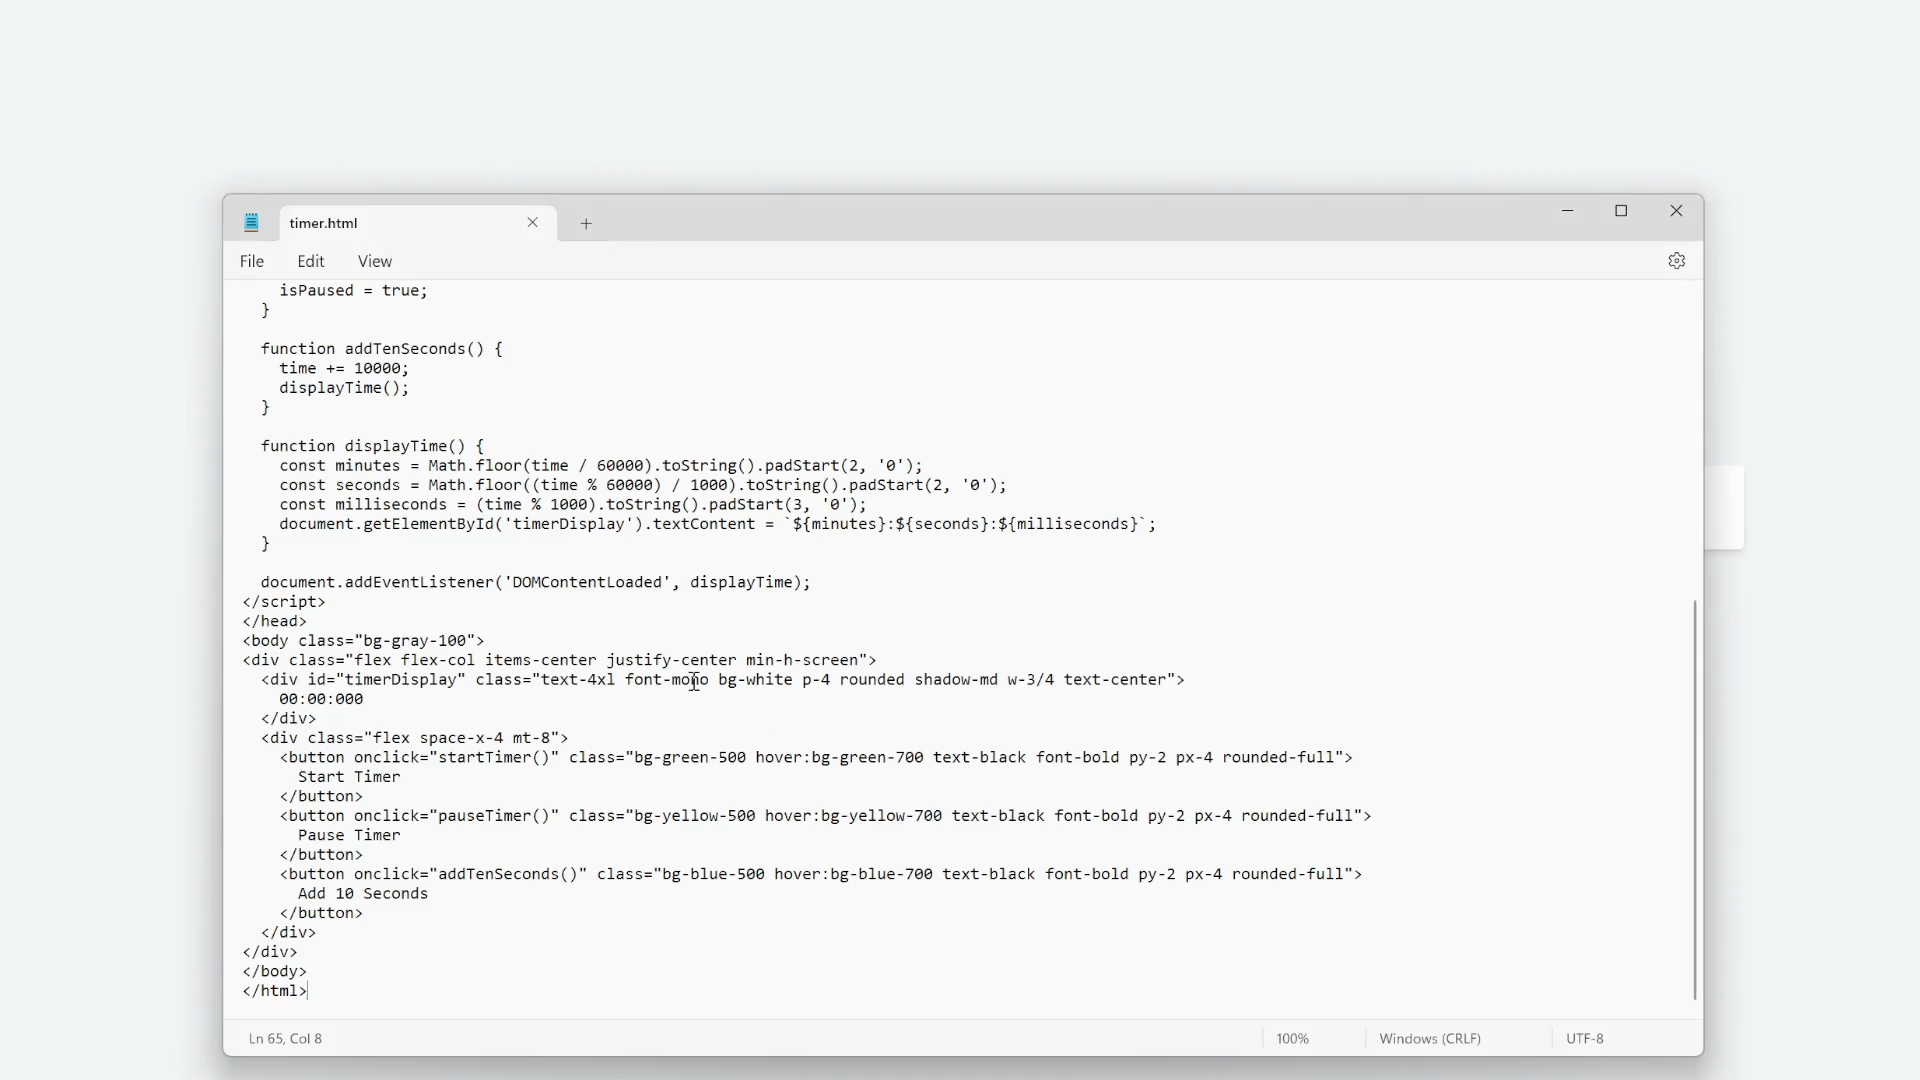 timer.html
File Edit View
isPaused = true;
}
function addTenSeconds() {
time += 10000;
displayTime();
}
function displayTime() {
const minutes = Math.floor(time / 60000).toString().padStart(2, '0');
const seconds = Math.floor((time % 60000) / 1000).toString().padStart(2, '0');
const milliseconds = (time % 1000).toString().padStart(3, '0');
document.getElementById('timerDisplay').textContent = `${minutes}:${seconds}:${milliseconds}`;
}
document.addEventListener('DOMContentLoaded', displayTime);
</script>
</head>
<body class="bg-gray-100">
<div class="flex flex-col items-center justify-center min-h-screen">
<div id="timerDisplay" class="text-4xl font-mono bg-white p-4 rounded shadow-md w-3/4 text-center">
00:00:000
</div>
<div class="flex space-x-4 mt-8">
<button onclick="startTimer()" class="bg-green-500 hover:bg-green-700 text-black font-bold py-2 px-4 rounded-full">
Start Timer
</button>
<button onclick="pauseTimer()" class="bg-yellow-500 hover:bg-yellow-700 text-black font-bold py-2 px-4 rounded-full">
Pause Timer
</button>
<button onclick="addTenSeconds()" class="bg-blue-500 hover:bg-blue-700 text-black font-bold py-2 px-4 rounded-full">
Add 10 Seconds
</button>
</div>
</div>
</body>
</html>
Ln 65, Col 8 100% Windows (CRLF) UTF-8